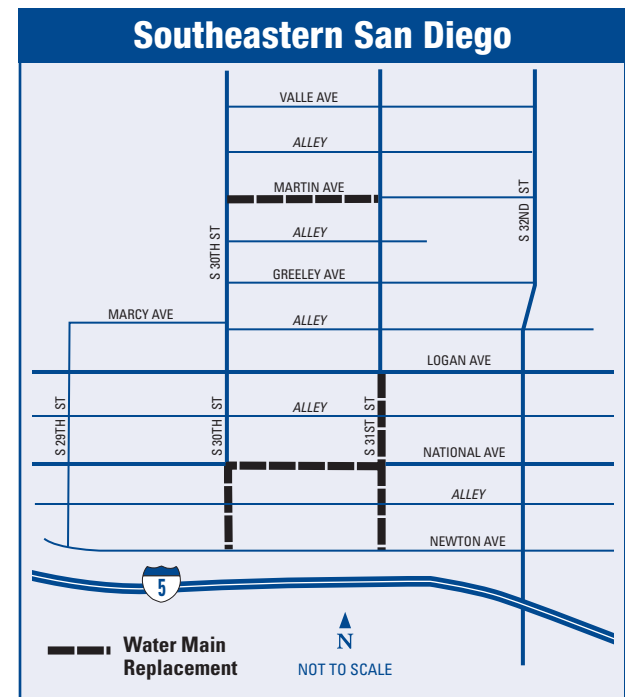 Southeastern San Diego
VALLE AVE
ALLEY
MARTIN AVE
S 32ND ST
ALLEY
S 30TH ST
GREELEY AVE
MARCY AVE
ALLEY
LOGAN AVE
S 29TH ST
S 30TH ST
ALLEY
S 31ST ST
NATIONAL AVE
ALLEY
NEWTON AVE
5
Water Main
Replacement
N
NOT TO SCALE